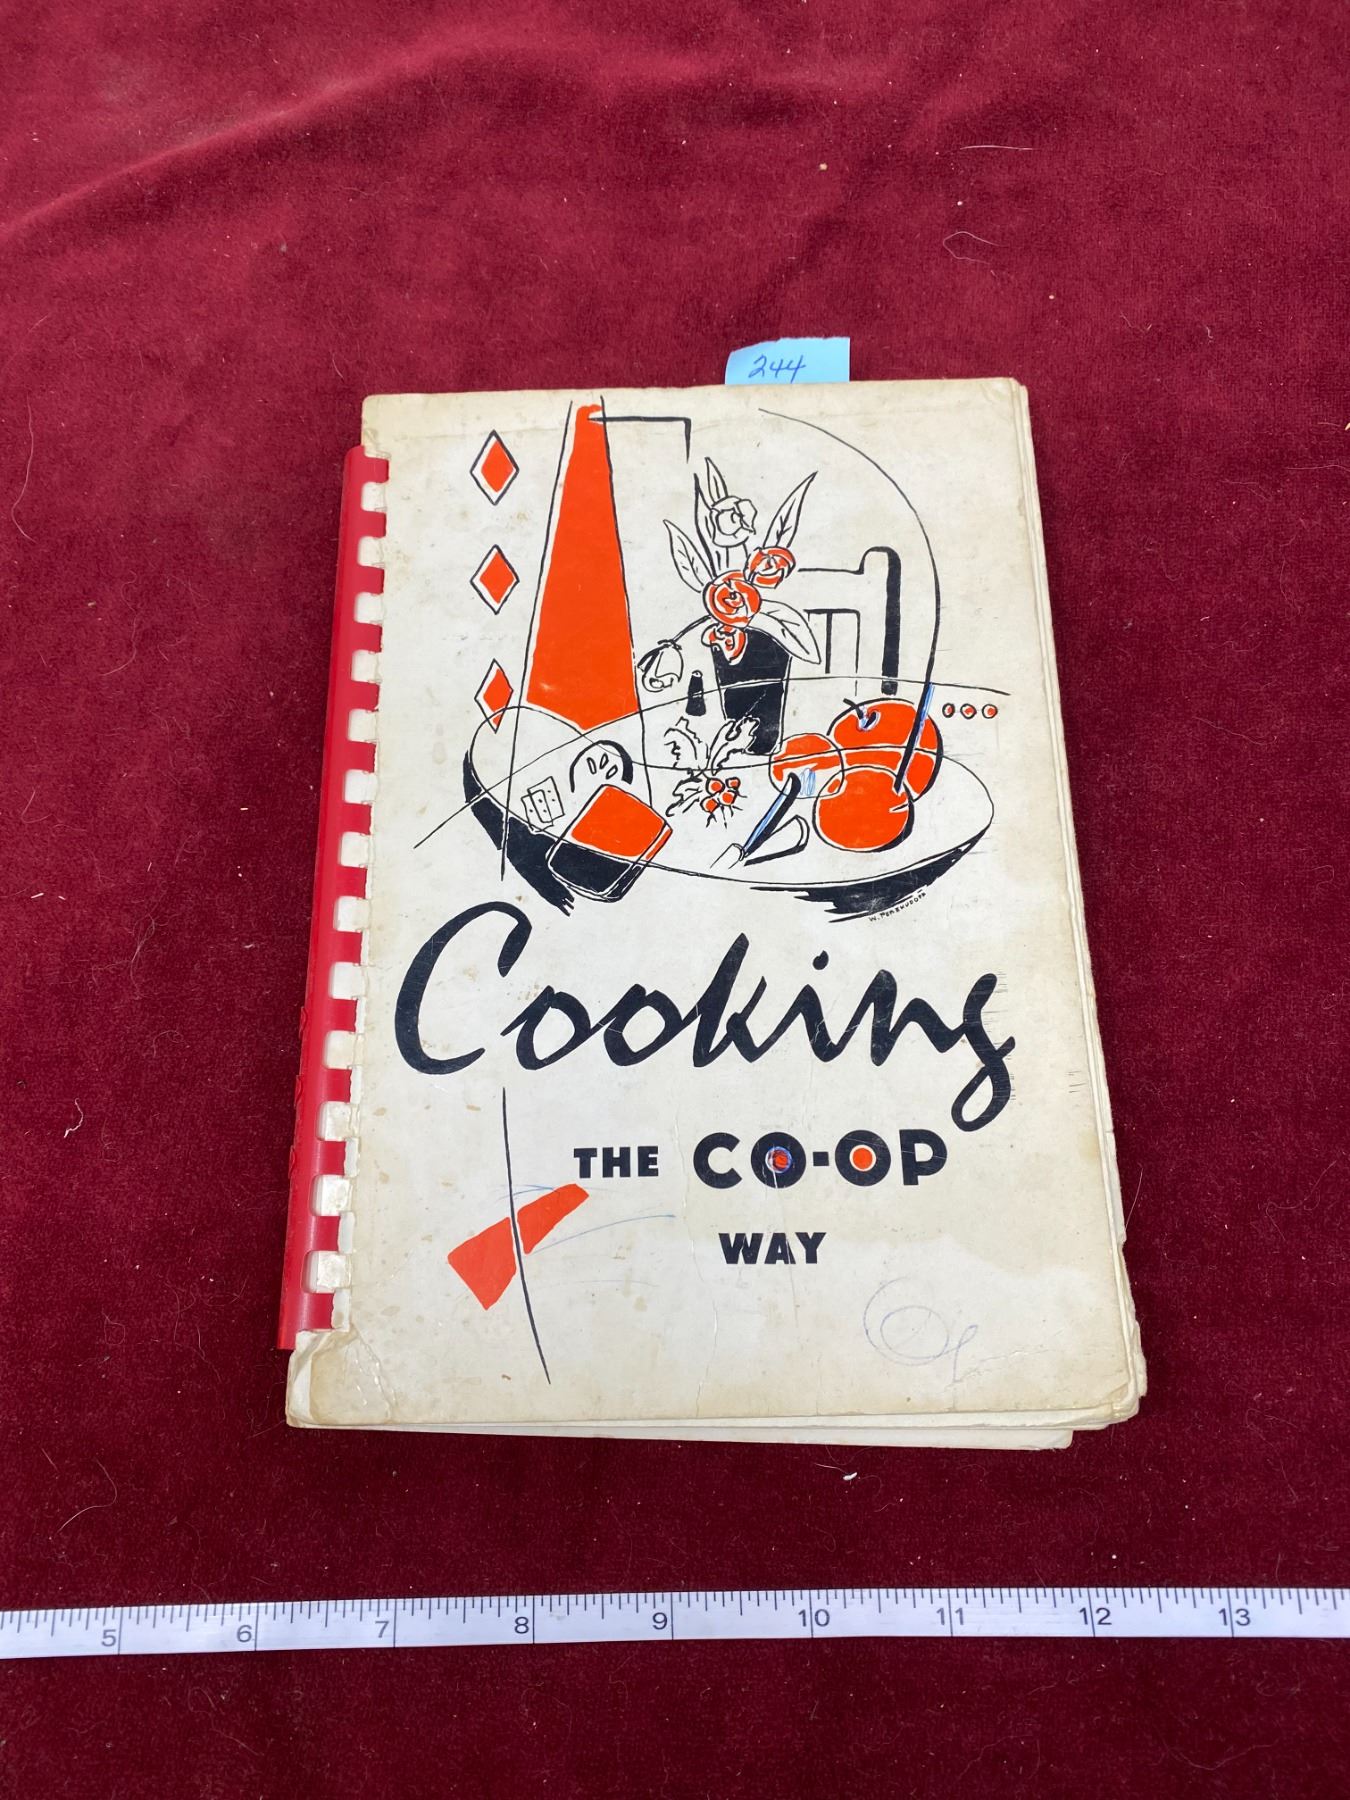 244
Cooking
THE CO-OP
WAY
5 6 7 8 9 10 11 12 13